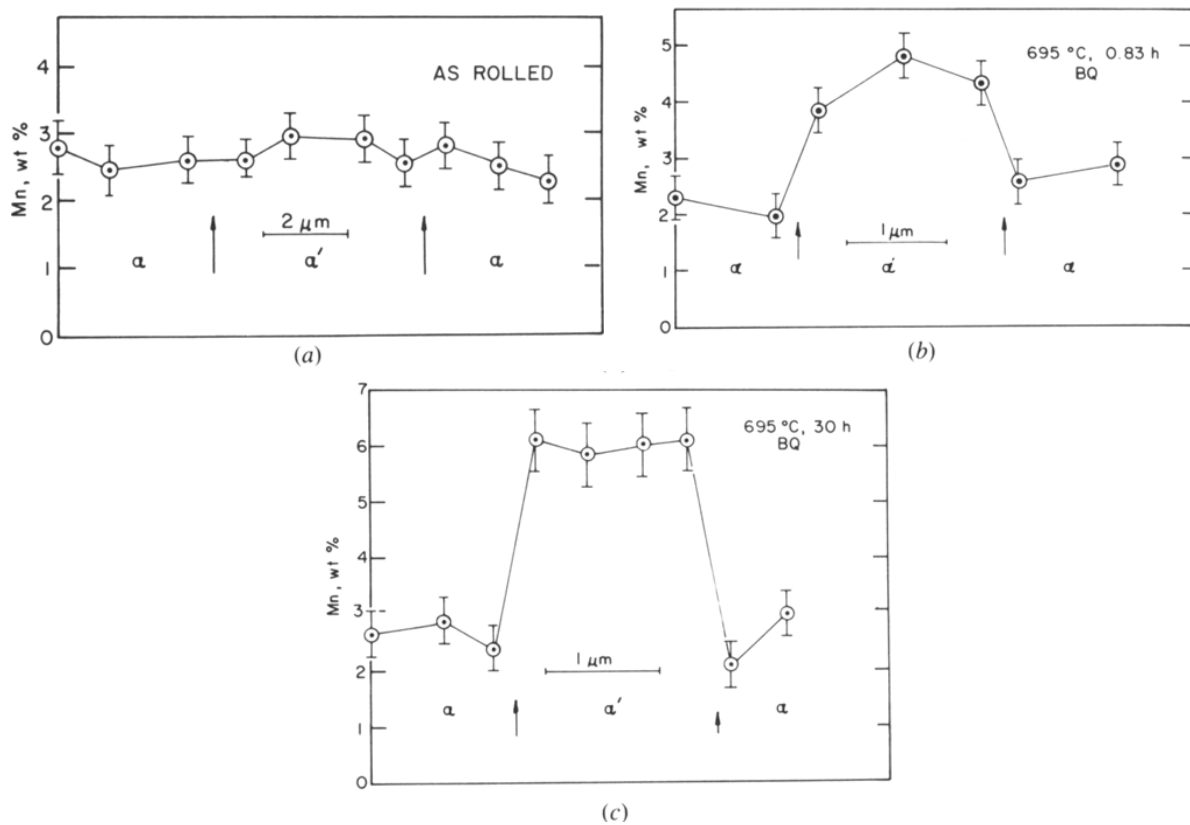 Mn, wt %
4
3
2
1
0
AS ROLLED
2 μm
α
α′
α
(a)
Mn, wt %
5
4
3
2
1
0
695 °C, 0.83 h
BQ
1 μm
α
α′
α
(b)
Mn, wt %
7
6
5
4
3
2
1
0
695 °C, 30 h
BQ
1 μm
α
α′
α
(c)